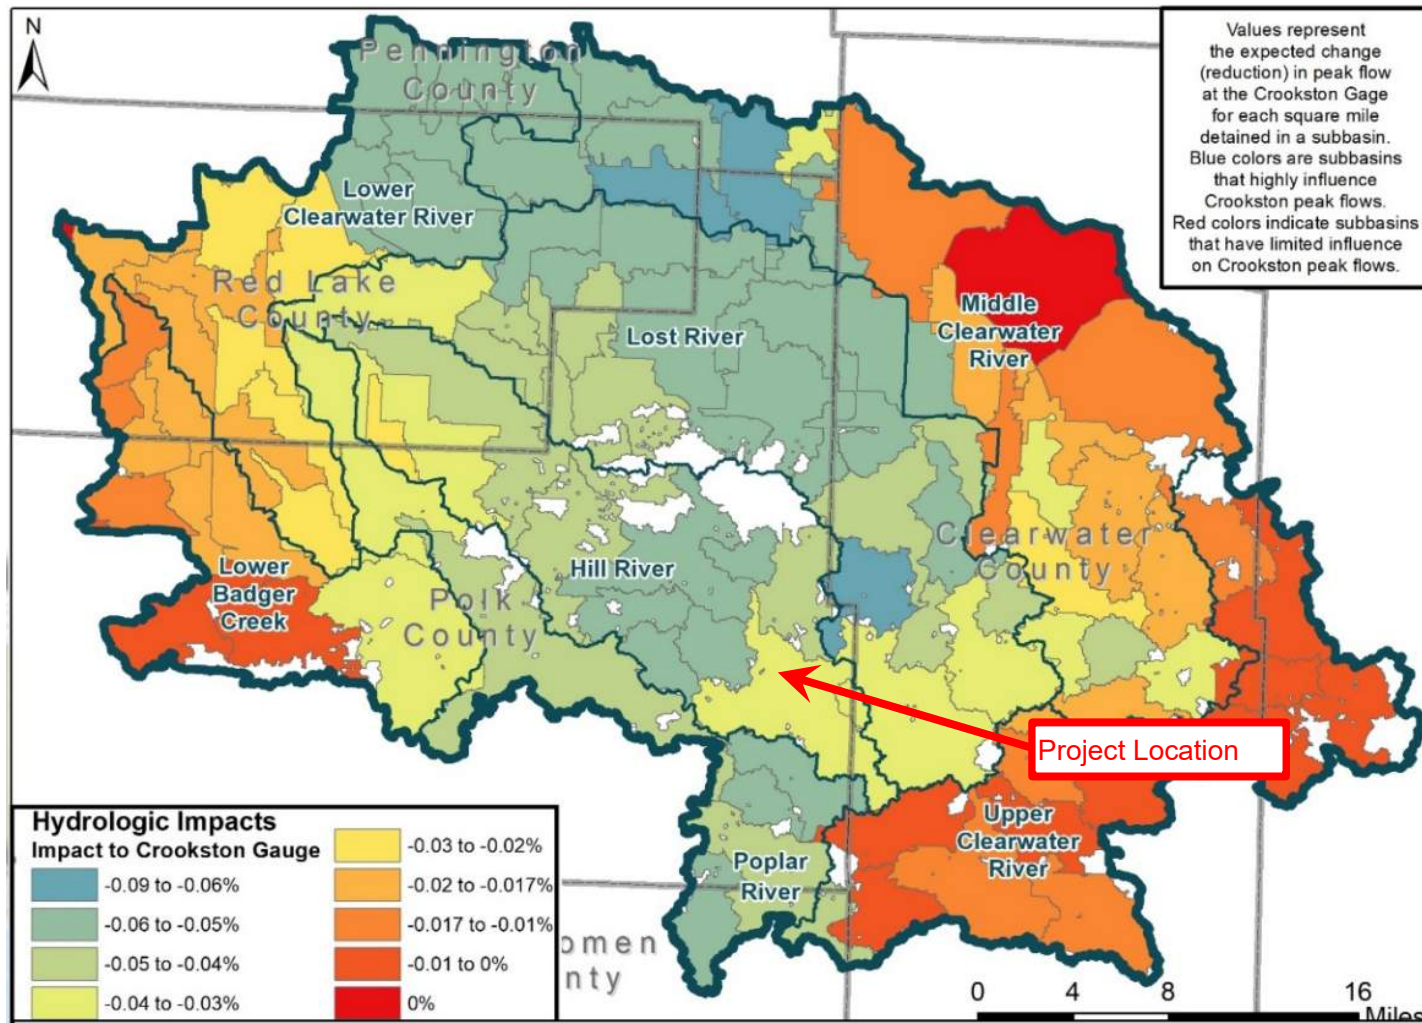 N
Values represent
the expected change
(reduction) in peak flow
at the Crookston Gage
for each square mile
detained in a subbasin.
Blue colors are subbasins
that highly influence
Crookston peak flows.
Red colors indicate subbasins
that have limited influence
on Crookston peak flows.
Pennington
County
Lower
Clearwater River
Red Lake
County
Lost River
Middle
Clearwater
River
Clearwater
County
Hill River
Lower
Badger
Creek
Polk
County
Project Location
Upper
Clearwater
River
Poplar
River
omen
nty
Hydrologic Impacts
Impact to Crookston Gauge
-0.09 to -0.06%
-0.06 to -0.05%
-0.05 to -0.04%
-0.04 to -0.03%
-0.03 to -0.02%
-0.02 to -0.017%
-0.017 to -0.01%
-0.01 to 0%
0%
0 4 8 16
Miles